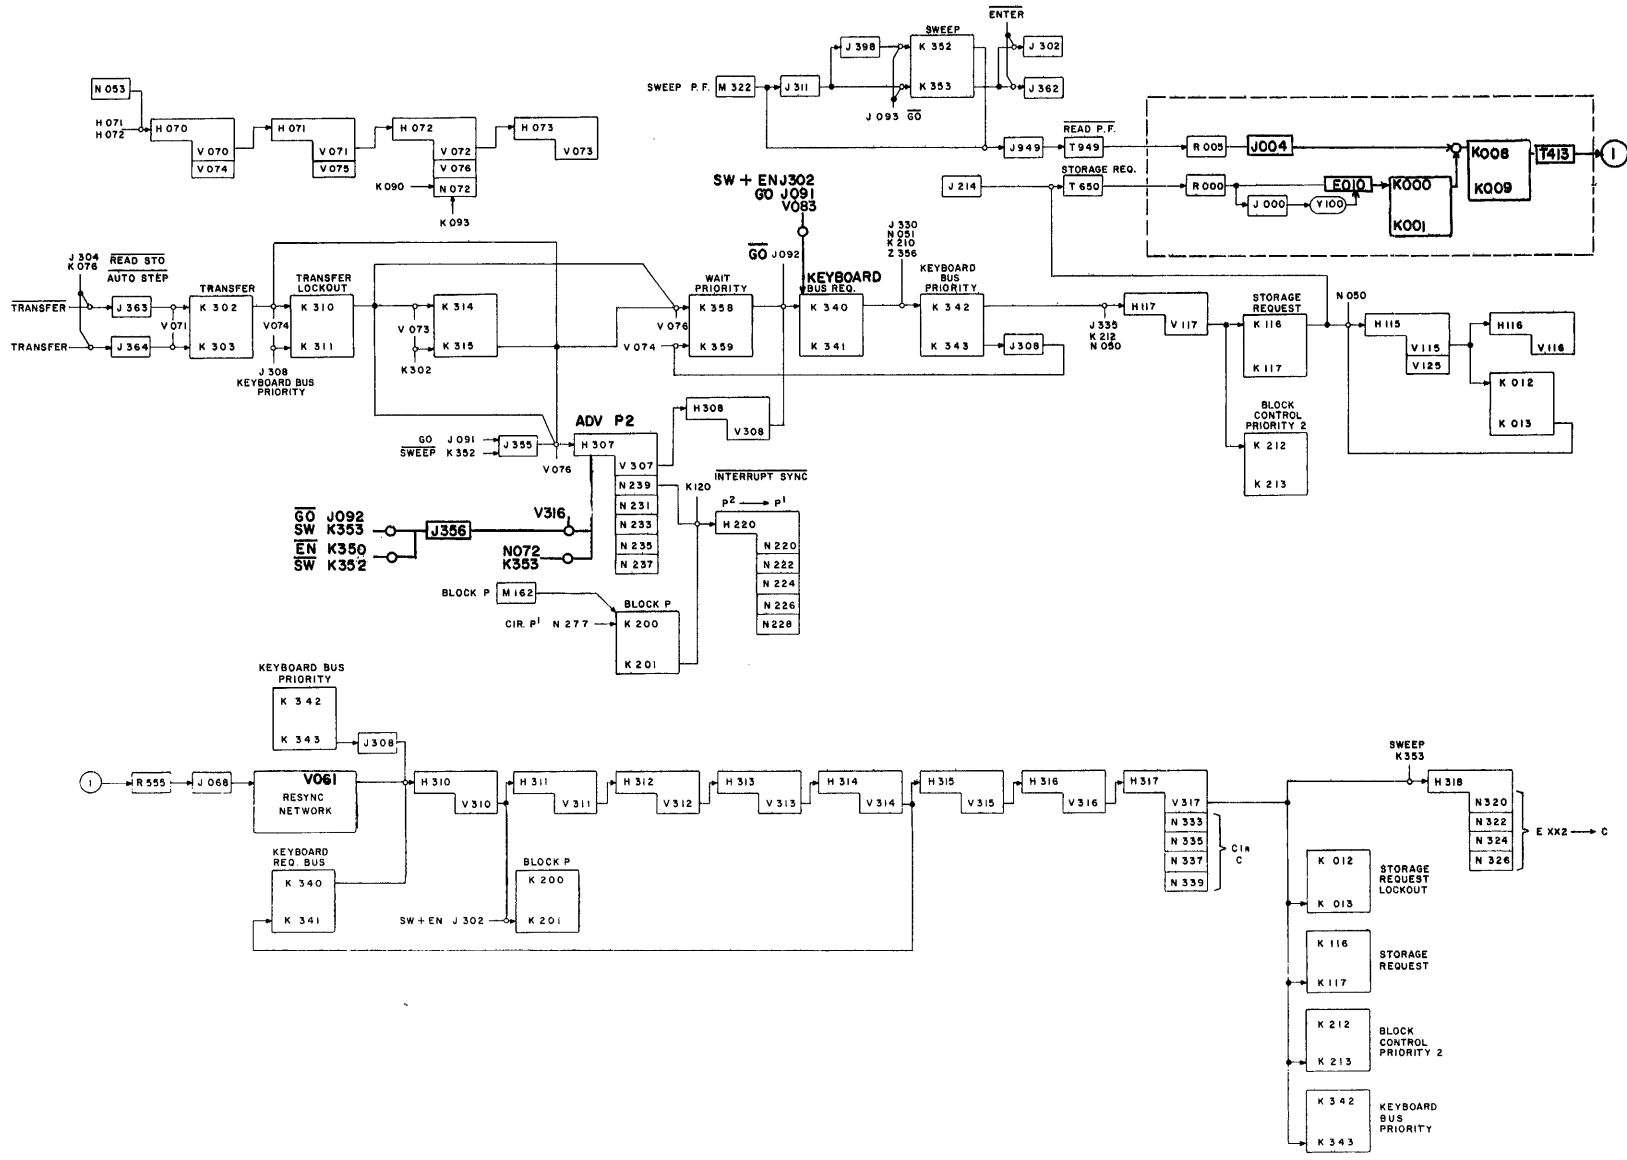 ENTER
SWEEP
J 398
K 352
J 302
SWEEP P.F.
M 322
J 311
K 353
J 362
J 093 GO
N 053
H 071
H 072
H 070
V 070
V 074
H 071
V 071
V 075
H 072
V 072
V 076
N 072
H 073
V 073
K 090
K 093
J 949
READ P.F.
T 949
R 005
J004
K008
K009
T413
1
J 214
STORAGE REQ.
T 650
R 000
E010
J 000
Y100
K000
K001
SW + EN J302
GO J091
V083
J 304
K 076
READ STO
AUTO STEP
TRANSFER
J 363
TRANSFER
J 364
V 071
TRANSFER
K 302
K 303
V 074
TRANSFER
LOCKOUT
K 310
K 311
J 308
KEYBOARD BUS
PRIORITY
K 314
K 315
V 073
K 302
WAIT
PRIORITY
K 358
K 359
V 076
V 074
GO J 092
KEYBOARD
BUS REQ.
K 340
K 341
J 330
N 051
K 210
Z 356
KEYBOARD
BUS
PRIORITY
K 342
K 343
J 308
J 335
K 212
N 050
H 117
V 117
STORAGE
REQUEST
K 116
K 117
N 050
H 115
V 115
V 125
H 116
V 116
K 012
K 013
BLOCK
CONTROL
PRIORITY 2
K 212
K 213
GO J 091
SWEEP K 352
J 355
V 076
ADV P2
H 307
V 307
N 239
N 231
N 233
N 235
N 237
H 308
V 308
K 120
INTERRUPT SYNC
P2 P1
H 220
N 220
N 222
N 224
N 226
N 228
GO J092
SW K353
EN K350
SW K352
J356
V316
N072
K353
BLOCK P
M 162
CIR. P1 N 277
BLOCK P
K 200
K 201
KEYBOARD BUS
PRIORITY
K 342
K 343
J 308
1
R 555
J 068
V061
RESYNC
NETWORK
KEYBOARD
REQ. BUS
K 340
K 341
H 310
V 310
H 311
V 311
H 312
V 312
H 313
V 313
H 314
V 314
H 315
V 315
H 316
V 316
H 317
V 317
N 333
N 335
N 337
N 339
Clr
C
BLOCK P
K 200
K 201
SW + EN J 302
SWEEP
K 353
H 318
N 320
N 322
N 324
N 326
E XX2 C
K 012
K 013
STORAGE
REQUEST
LOCKOUT
K 116
K 117
STORAGE
REQUEST
K 212
K 213
BLOCK
CONTROL
PRIORITY 2
K 342
K 343
KEYBOARD
BUS
PRIORITY